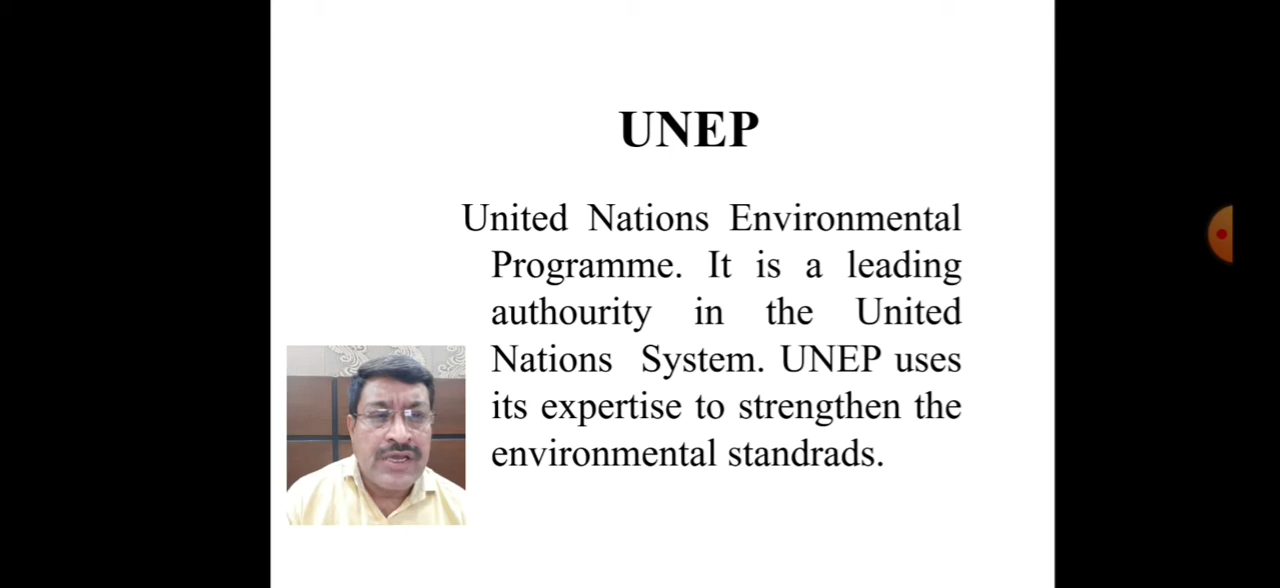 UNEP
United Nations Environmental
Programme. It is a leading
authourity in the United
Nations System. UNEP uses
its expertise to strengthen the
environmental standrads.